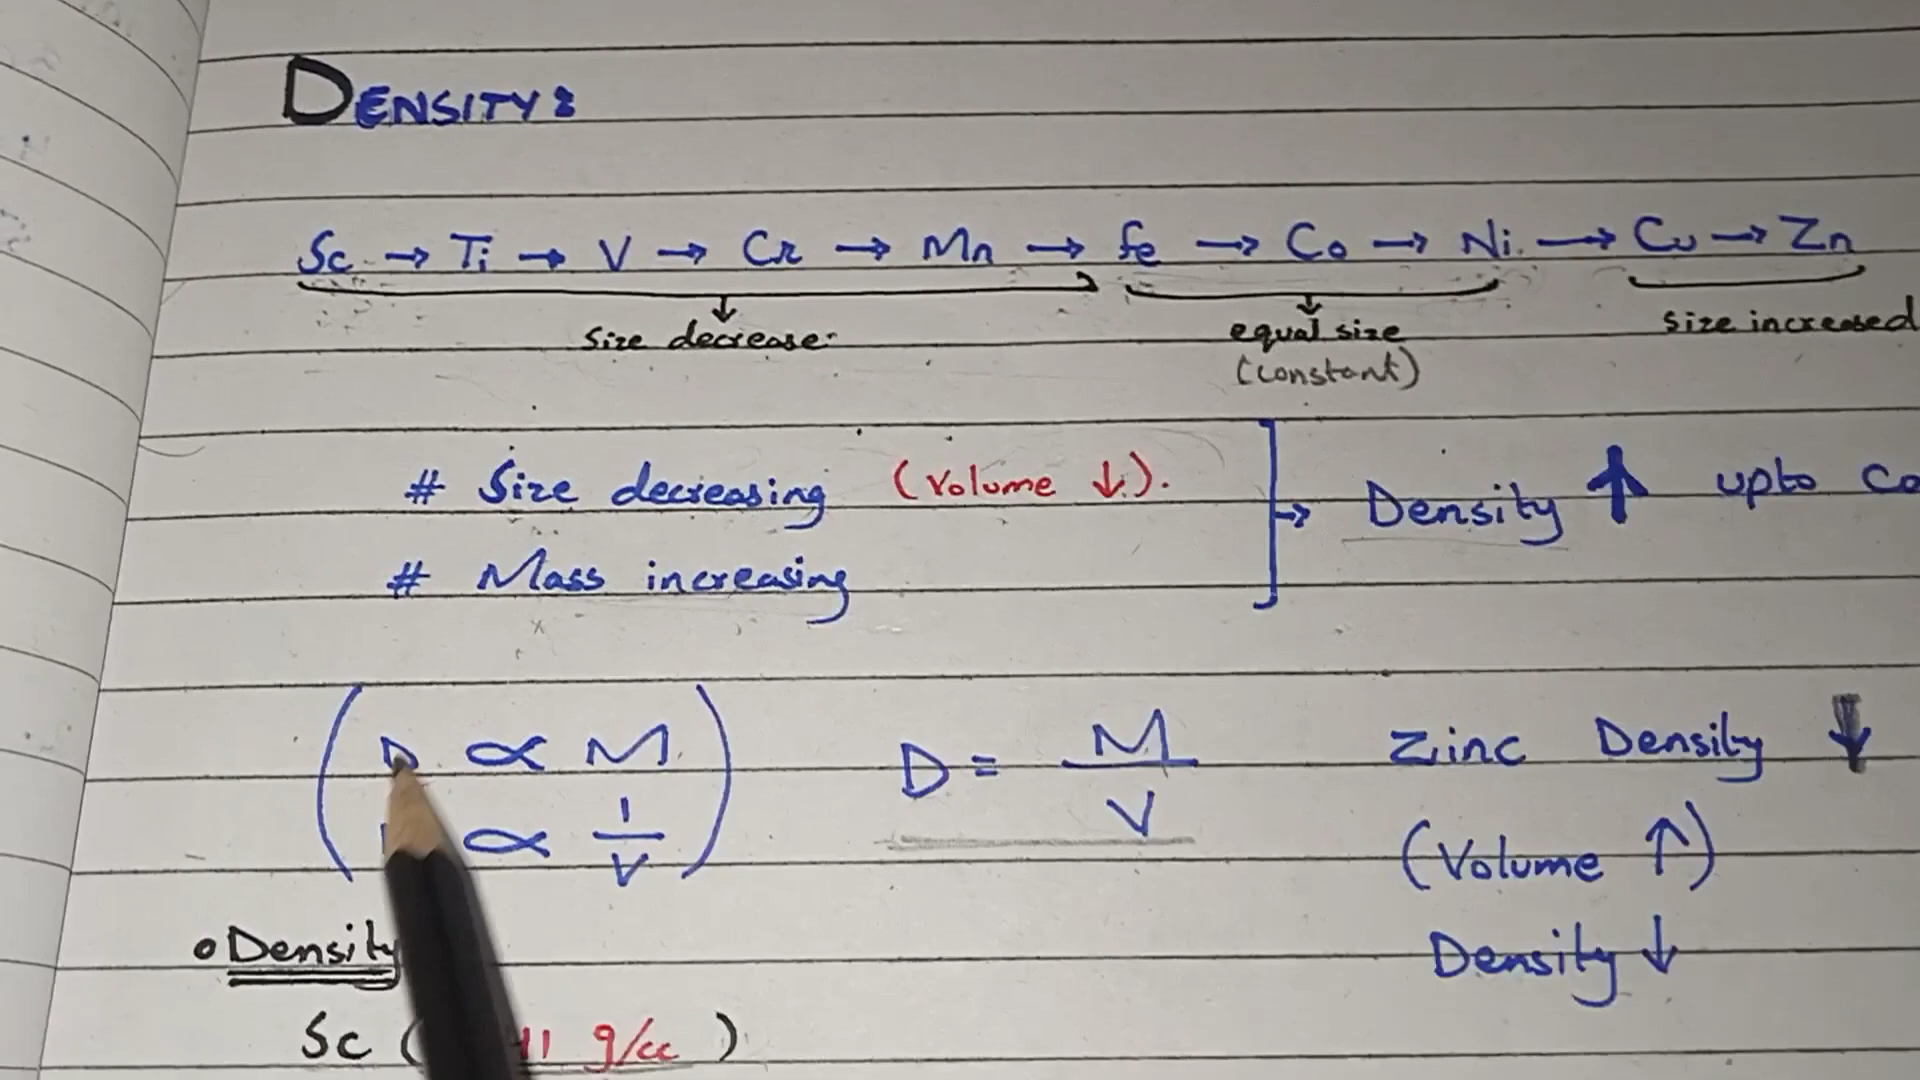 DENSITY:
Sc → Ti → V → Cr → Mn → Fe → Co → Ni → Cu → Zn
↓ ↓ size increased
Size decrease: equal size
(constant)
# Size decreasing (Volume ↓). → Density ↑ upto
# Mass increasing
( D ∝ M D = M/V Zinc Density ↓
∝ 1/V ) (Volume ↑)
• Density Density ↓
Sc ( 11 g/cc )